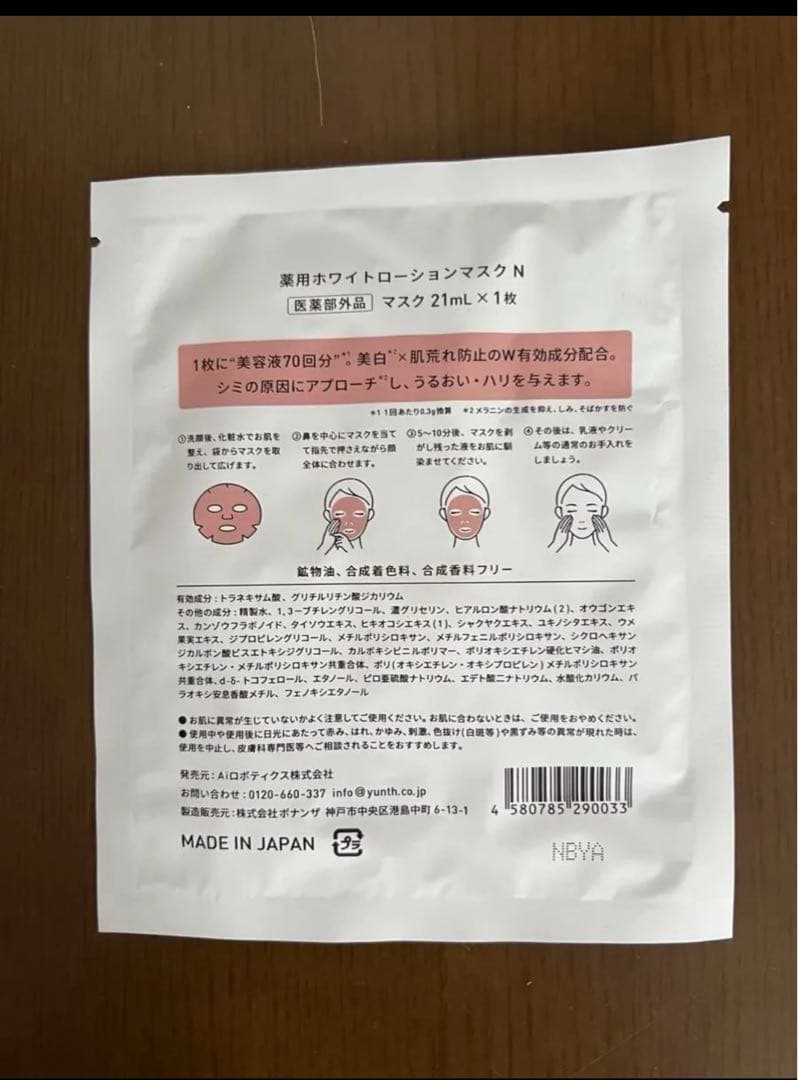 薬用ホワイトローションマスク N
医薬部外品 マスク 21mL×1枚
1枚に“美容液70回分”*1。美白*2×肌荒れ防止のW有効成分配合。
シミの原因にアプローチ*2し、うるおい・ハリを与えます。
*1 1回あたり0.3g換算 *2 メラニンの生成を抑え、しみ、そばかすを防ぐ
①洗顔後、化粧水でお肌を
整え、袋からマスクを取
り出して広げます。
②鼻を中心にマスクを当て
て指先で押さえながら顔
全体に合わせます。
③5〜10分後、マスクを剥
がし残った液をお肌に馴
染ませてください。
④その後は、乳液やクリー
ム等の通常のお手入れを
しましょう。
鉱物油、合成着色料、合成香料フリー
有効成分:トラネキサム酸、グリチルリチン酸ジカリウム
その他の成分:精製水、1,3−ブチレングリコール、濃グリセリン、ヒアルロン酸ナトリウム(2)、オウゴンエキ
ス、カンゾウフラボノイド、タイソウエキス、ヒキオコシエキス(1)、シャクヤクエキス、ユキノシタエキス、ウメ
果実エキス、ジプロピレングリコール、メチルポリシロキサン、メチルフェニルポリシロキサン、シクロヘキサン
ジカルボン酸ビスエトキシジグリコール、カルボキシビニルポリマー、ポリオキシエチレン硬化ヒマシ油、ポリオ
キシエチレン・メチルポリシロキサン共重合体、ポリ(オキシエチレン・オキシプロピレン)メチルポリシロキサン
共重合体、d-δ-トコフェロール、エタノール、ピロ亜硫酸ナトリウム、エデト酸二ナトリウム、水酸化カリウム、パ
ラオキシ安息香酸メチル、フェノキシエタノール
●お肌に異常が生じていないかよく注意してご使用ください。お肌に合わないときは、ご使用をおやめください。
●使用中や使用後に日光にあたって赤み、はれ、かゆみ、刺激、色抜け(白斑等)や黒ずみ等の異常が現れた時は、
使用を中止し、皮膚科専門医等へご相談されることをおすすめします。
発売元:Aiロボティクス株式会社
お問い合わせ:0120-660-337 info@yunth.co.jp
製造販売元:株式会社ボナンザ 神戸市中央区港島中町 6-13-1
4 580785 290033
MADE IN JAPAN プラ
NBYA